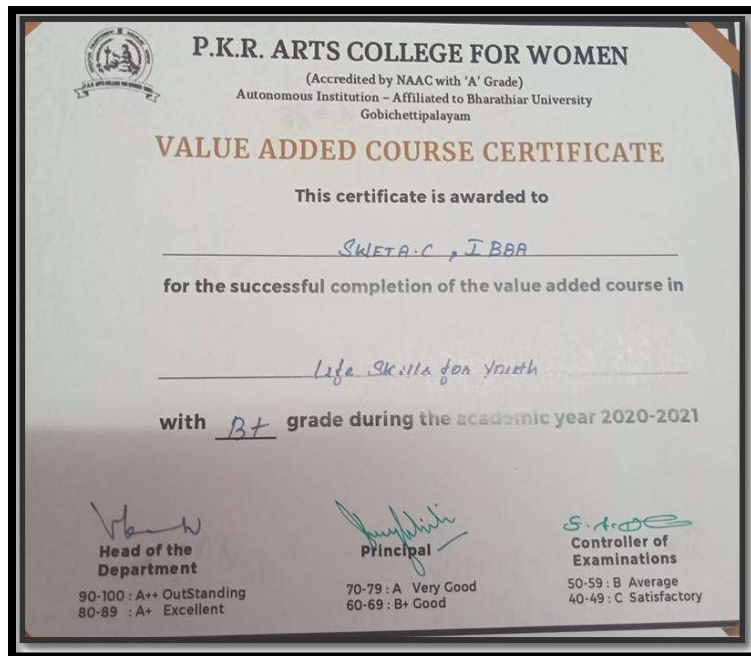 P.K.R. ARTS COLLEGE FOR WOMEN
(Accredited by NAAC with ‘A’ Grade)
Autonomous Institution – Affiliated to Bharathiar University
Gobichettipalayam
VALUE ADDED COURSE CERTIFICATE
This certificate is awarded to
SWETA.C , I BBA
for the successful completion of the value added course in
Life Skills for Youth
with B+ grade during the academic year 2020-2021
Head of the
Department
Principal
Controller of
Examinations
90-100 : A++ OutStanding
80-89 : A+ Excellent
70-79 : A Very Good
60-69 : B+ Good
50-59 : B Average
40-49 : C Satisfactory